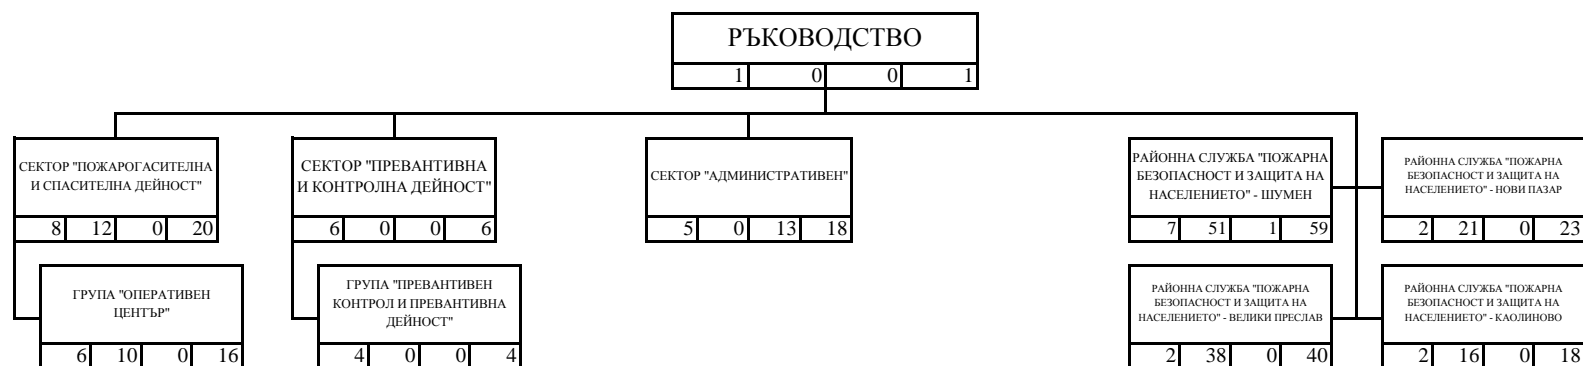 РЪКОВОДСТВО
1 0 0 1
СЕКТОР "ПОЖАРОГАСИТЕЛНА
И СПАСИТЕЛНА ДЕЙНОСТ"
8 12 0 20
СЕКТОР "ПРЕВАНТИВНА
И КОНТРОЛНА ДЕЙНОСТ"
6 0 0 6
СЕКТОР "АДМИНИСТРАТИВЕН"
5 0 13 18
РАЙОННА СЛУЖБА "ПОЖАРНА
БЕЗОПАСНОСТ И ЗАЩИТА НА
НАСЕЛЕНИЕТО" - ШУМЕН
7 51 1 59
РАЙОННА СЛУЖБА "ПОЖАРНА
БЕЗОПАСНОСТ И ЗАЩИТА НА
НАСЕЛЕНИЕТО" - НОВИ ПАЗАР
2 21 0 23
ГРУПА "ОПЕРАТИВЕН
ЦЕНТЪР"
6 10 0 16
ГРУПА "ПРЕВАНТИВЕН
КОНТРОЛ И ПРЕВАНТИВНА
ДЕЙНОСТ"
4 0 0 4
РАЙОННА СЛУЖБА "ПОЖАРНА
БЕЗОПАСНОСТ И ЗАЩИТА НА
НАСЕЛЕНИЕТО" - ВЕЛИКИ ПРЕСЛАВ
2 38 0 40
РАЙОННА СЛУЖБА "ПОЖАРНА
БЕЗОПАСНОСТ И ЗАЩИТА НА
НАСЕЛЕНИЕТО" - КАОЛИНОВО
2 16 0 18